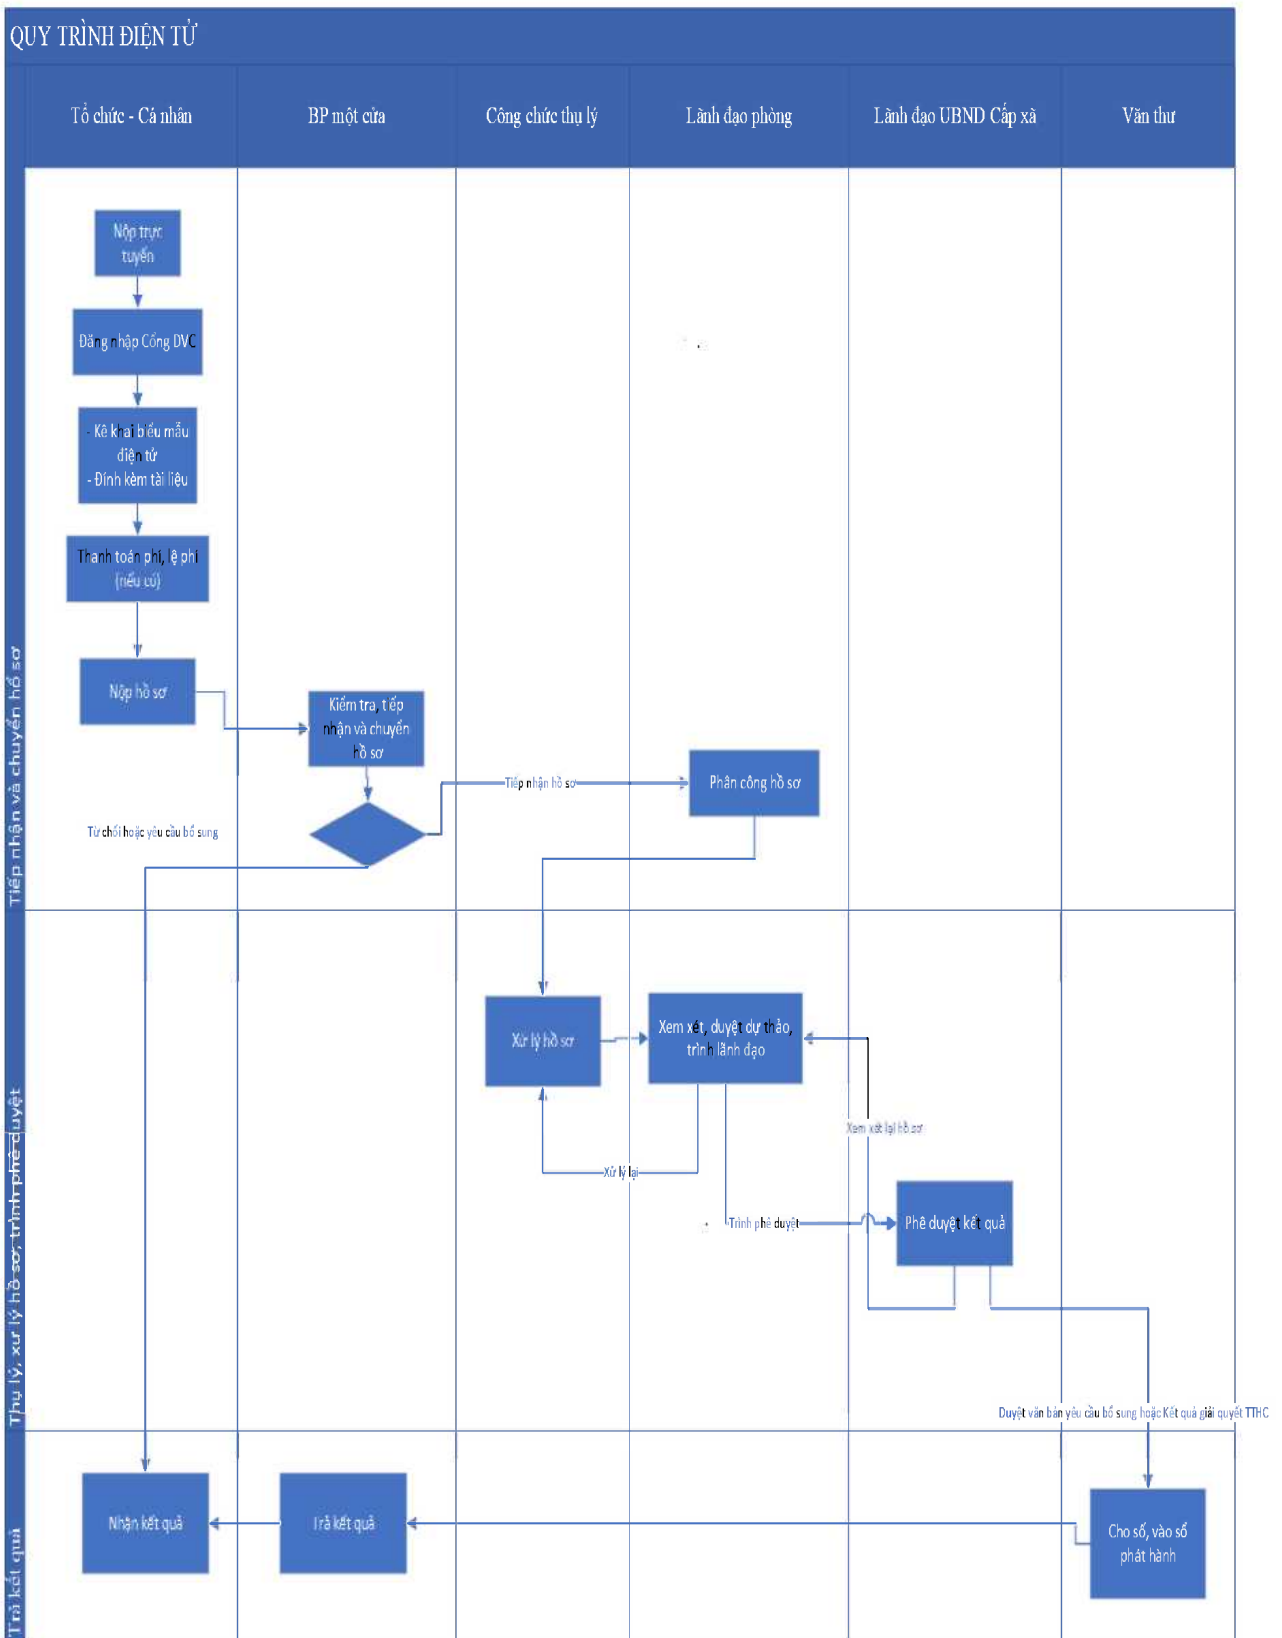 QUY TRÌNH ĐIỆN TỬ
Tổ chức - Cá nhân
BP một cửa
Công chức thụ lý
Lãnh đạo phòng
Lãnh đạo UBND Cấp xã
Văn thư
Tiếp nhận và chuyển hồ sơ
Nộp trực
tuyến
Đăng nhập Cổng DVC
- Kê khai biểu mẫu
điện tử
- Đính kèm tài liệu
Thanh toán phí, lệ phí
(nếu có)
Nộp hồ sơ
Kiểm tra, tiếp
nhận và chuyển
hồ sơ
Tiếp nhận hồ sơ
Phân công hồ sơ
Từ chối hoặc yêu cầu bổ sung
Thụ lý, xử lý hồ sơ, trình phê duyệt
Xử lý hồ sơ
Xem xét, duyệt dự thảo,
trình lãnh đạo
Xem xét lại hồ sơ
Xử lý lại
Trình phê duyệt
Phê duyệt kết quả
Duyệt văn bản yêu cầu bổ sung hoặc Kết quả giải quyết TTHC
Trả kết quả
Nhận kết quả
Trả kết quả
Cho số, vào sổ
phát hành